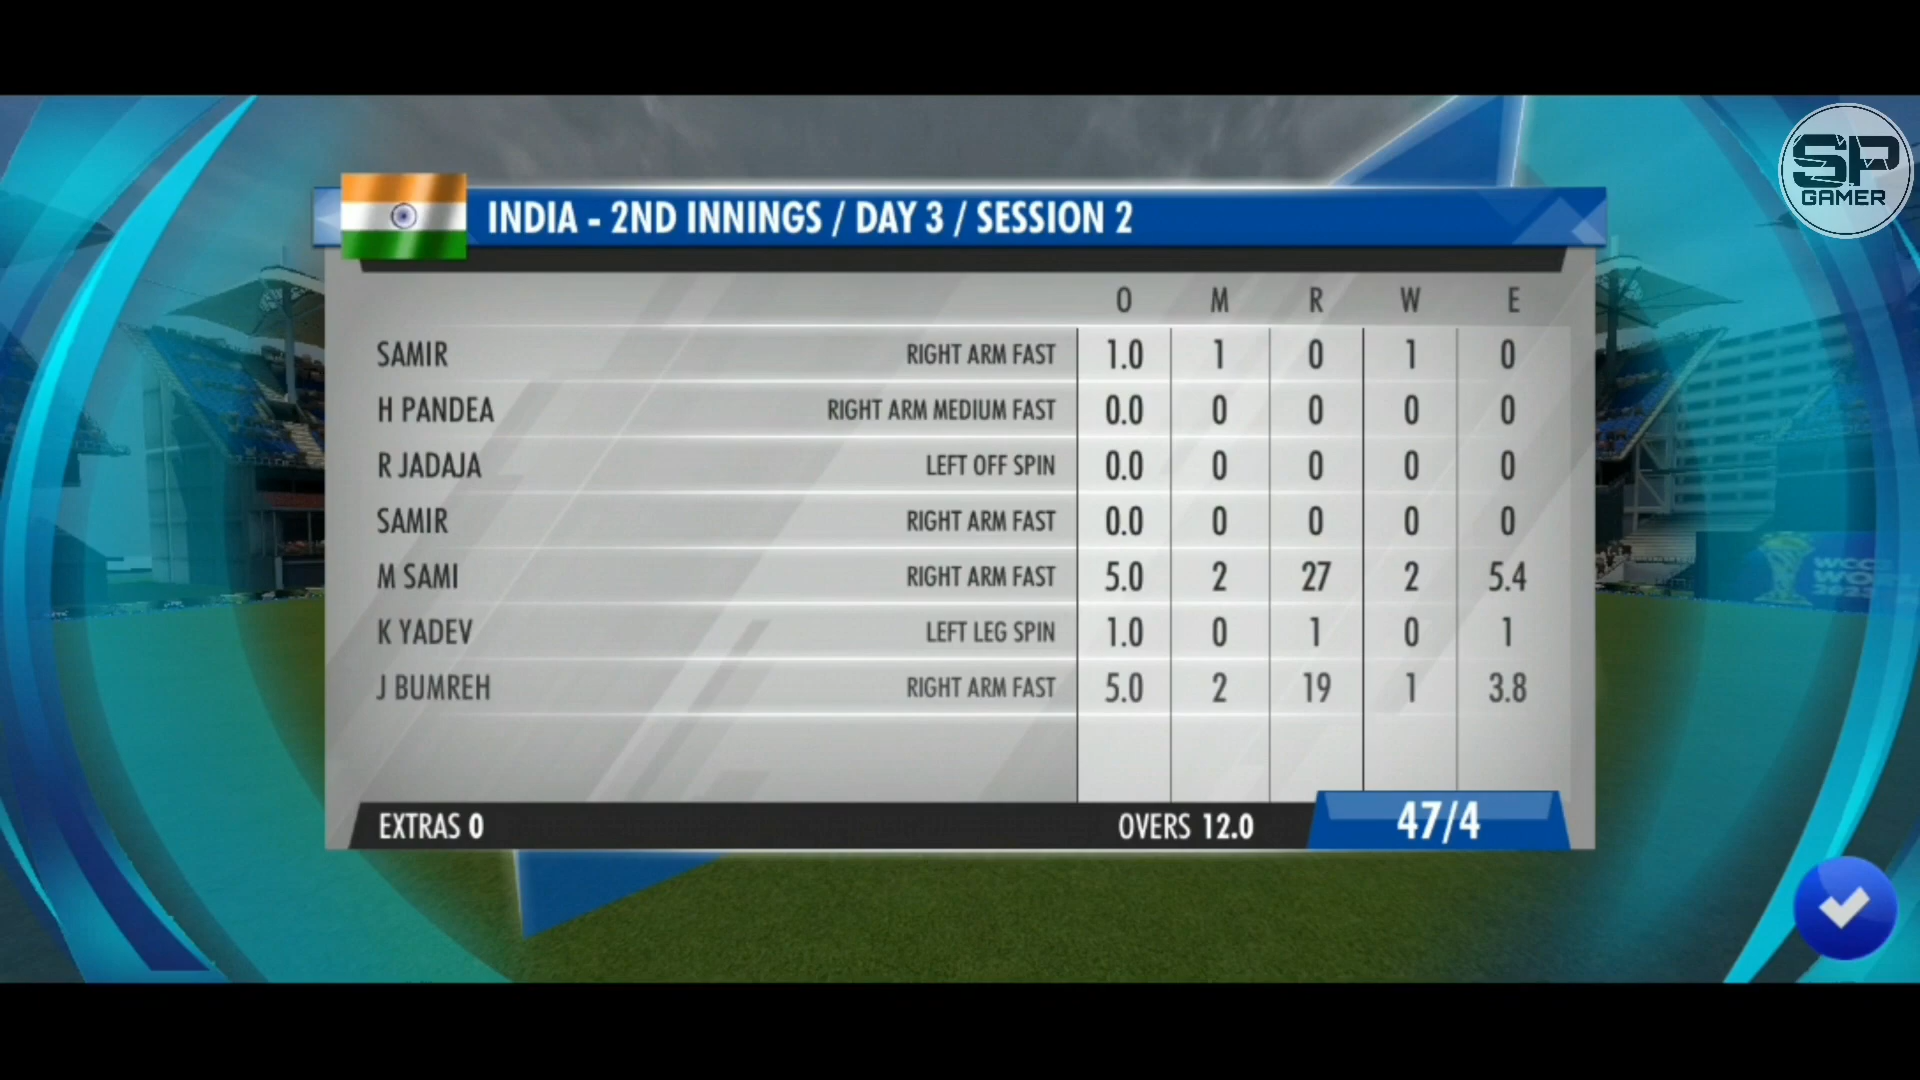 SP
GAMER
INDIA - 2ND INNINGS / DAY 3 / SESSION 2
O M R W E
SAMIR RIGHT ARM FAST 1.0 1 0 1 0
H PANDEA RIGHT ARM MEDIUM FAST 0.0 0 0 0 0
R JADAJA LEFT OFF SPIN 0.0 0 0 0 0
SAMIR RIGHT ARM FAST 0.0 0 0 0 0
M SAMI RIGHT ARM FAST 5.0 2 27 2 5.4
K YADEV LEFT LEG SPIN 1.0 0 1 0 1
J BUMREH RIGHT ARM FAST 5.0 2 19 1 3.8
EXTRAS 0 OVERS 12.0 47/4